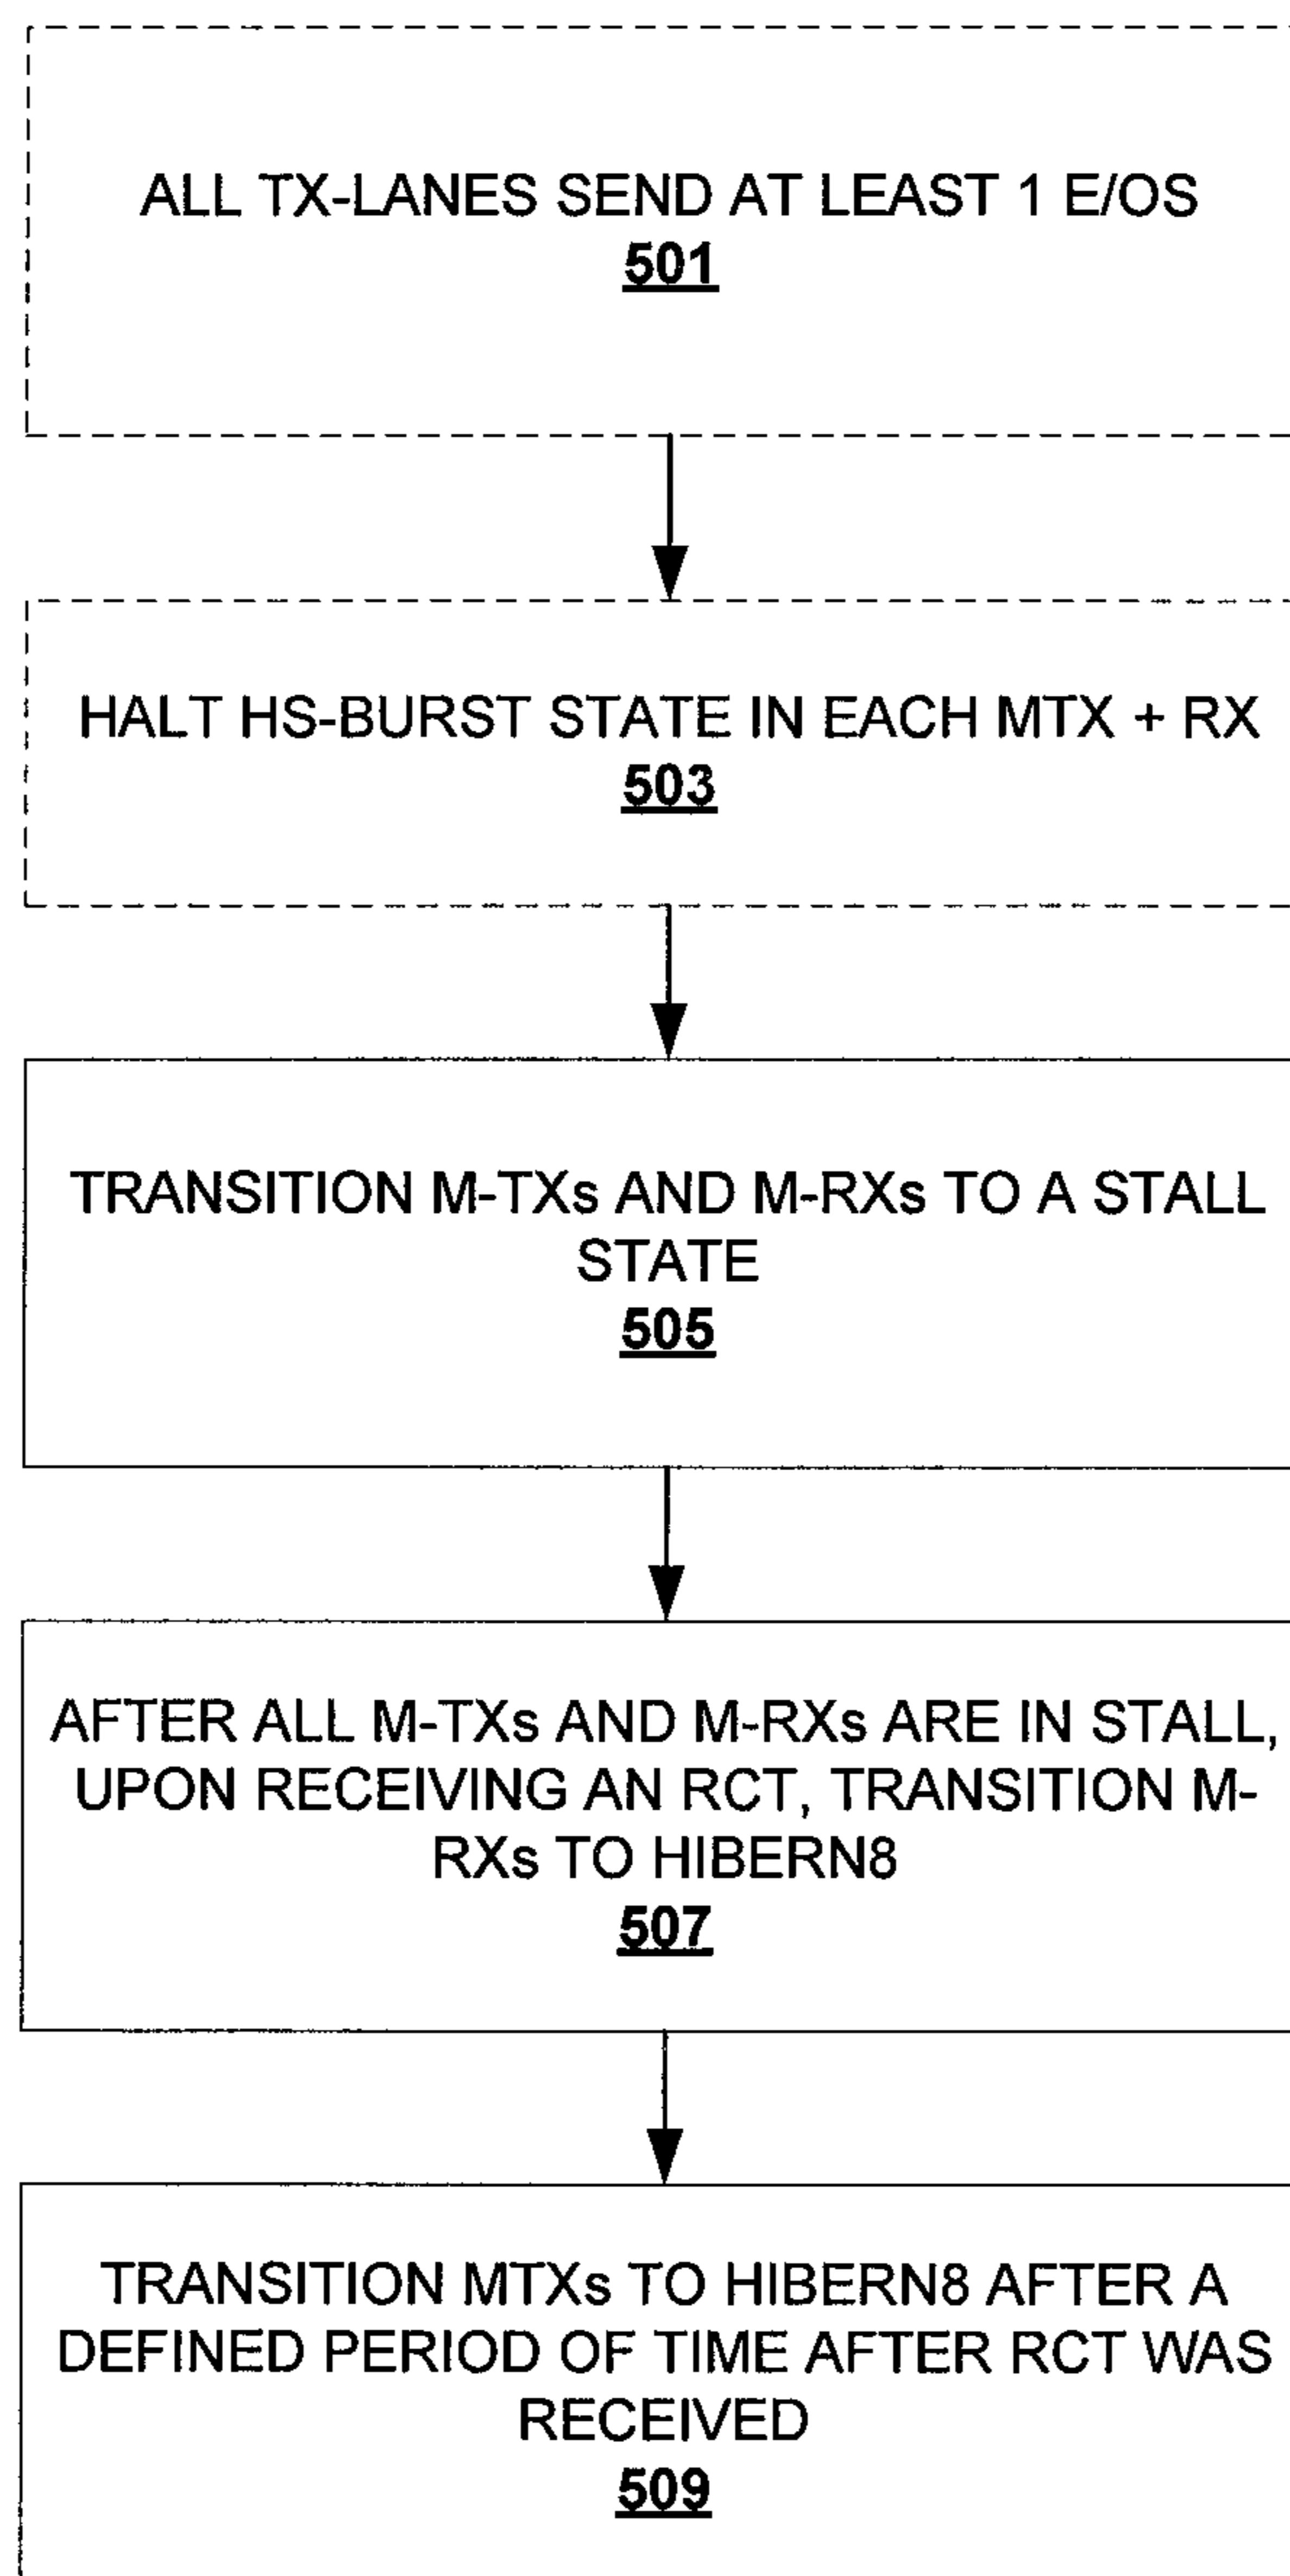 ALL TX-LANES SEND AT LEAST 1 E/OS
501
HALT HS-BURST STATE IN EACH MTX + RX
503
TRANSITION M-TXs AND M-RXs TO A STALL
STATE
505
AFTER ALL M-TXs AND M-RXs ARE IN STALL,
UPON RECEIVING AN RCT, TRANSITION M-
RXs TO HIBERN8
507
TRANSITION MTXs TO HIBERN8 AFTER A
DEFINED PERIOD OF TIME AFTER RCT WAS
RECEIVED
509